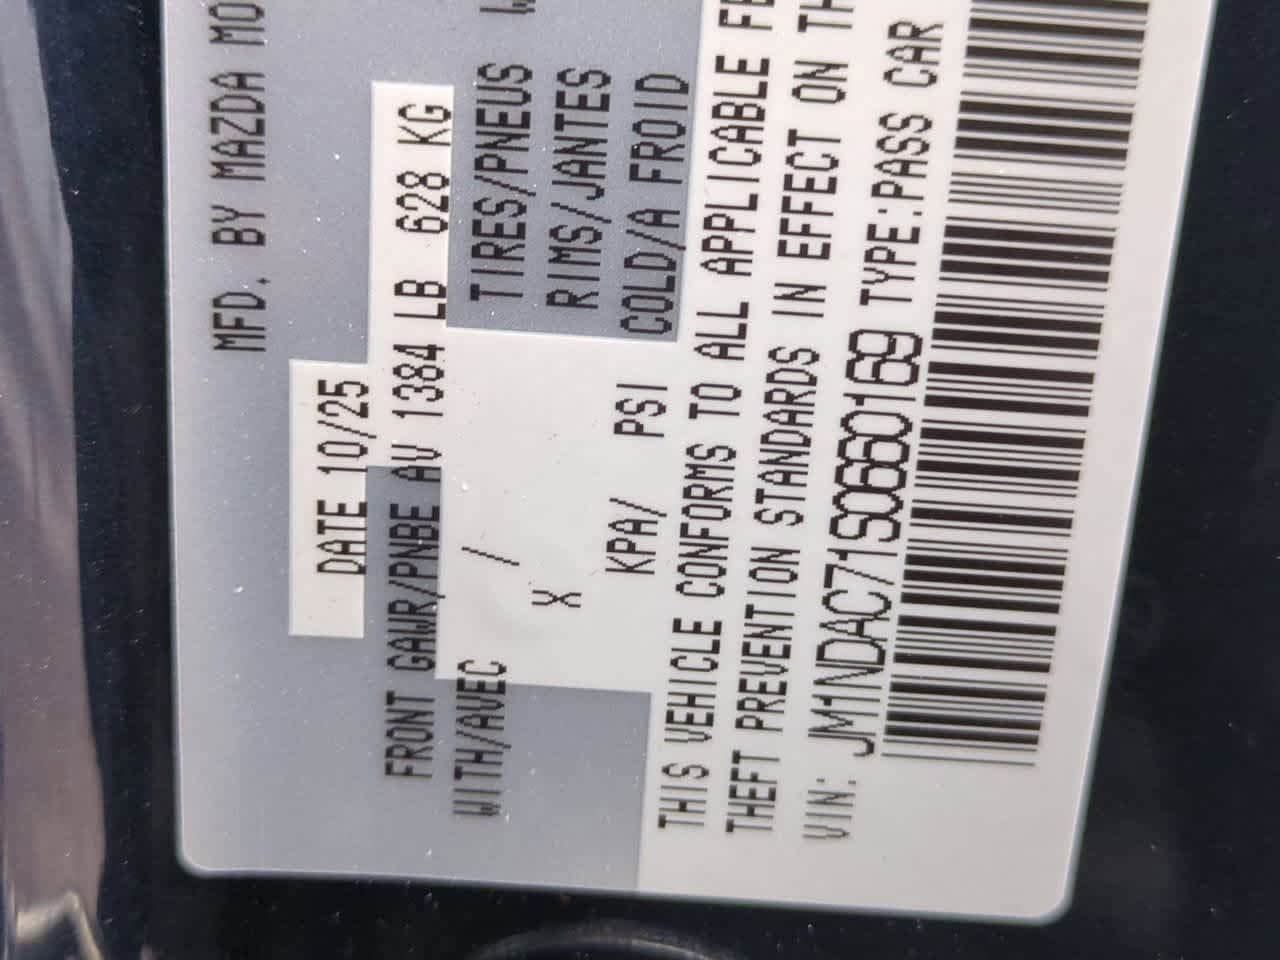 MFD. BY MAZDA MO
DATE 10/25
FRONT GAWR/PNBE AV 1384 LB 628 KG
WITH/AVEC / TIRES/PNEUS
X RIMS/JANTES
KPA/ PSI COLD/A FROID
THIS VEHICLE CONFORMS TO ALL APPLICABLE FE
THEFT PREVENTION STANDARDS IN EFFECT ON TH
VIN: JM1NDAC71S0660169 TYPE:PASS CAR